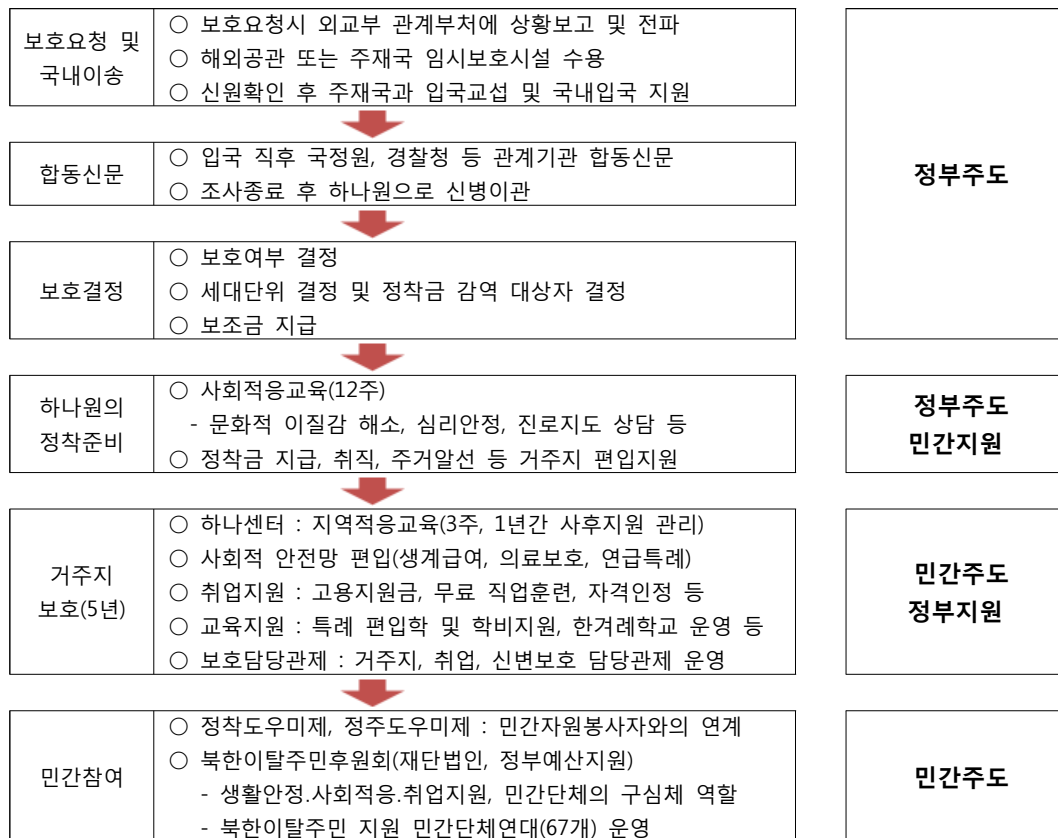 보호요청 및
국내이송
○ 보호요청시 외교부 관계부처에 상황보고 및 전파
○ 해외공관 또는 주재국 임시보호시설 수용
○ 신원확인 후 주재국과 입국교섭 및 국내입국 지원
합동신문
○ 입국 직후 국정원, 경찰청 등 관계기관 합동신문
○ 조사종료 후 하나원으로 신병이관
보호결정
○ 보호여부 결정
○ 세대단위 결정 및 정착금 감역 대상자 결정
○ 보조금 지급
정부주도
하나원의
정착준비
○ 사회적응교육(12주)
- 문화적 이질감 해소, 심리안정, 진로지도 상담 등
○ 정착금 지급, 취직, 주거알선 등 거주지 편입지원
정부주도
민간지원
거주지
보호(5년)
○ 하나센터 : 지역적응교육(3주, 1년간 사후지원 관리)
○ 사회적 안전망 편입(생계급여, 의료보호, 연급특례)
○ 취업지원 : 고용지원금, 무료 직업훈련, 자격인정 등
○ 교육지원 : 특례 편입학 및 학비지원, 한겨레학교 운영 등
○ 보호담당관제 : 거주지, 취업, 신변보호 담당관제 운영
민간주도
정부지원
민간참여
○ 정착도우미제, 정주도우미제 : 민간자원봉사자와의 연계
○ 북한이탈주민후원회(재단법인, 정부예산지원)
- 생활안정.사회적응.취업지원, 민간단체의 구심체 역할
- 북한이탈주민 지원 민간단체연대(67개) 운영
민간주도